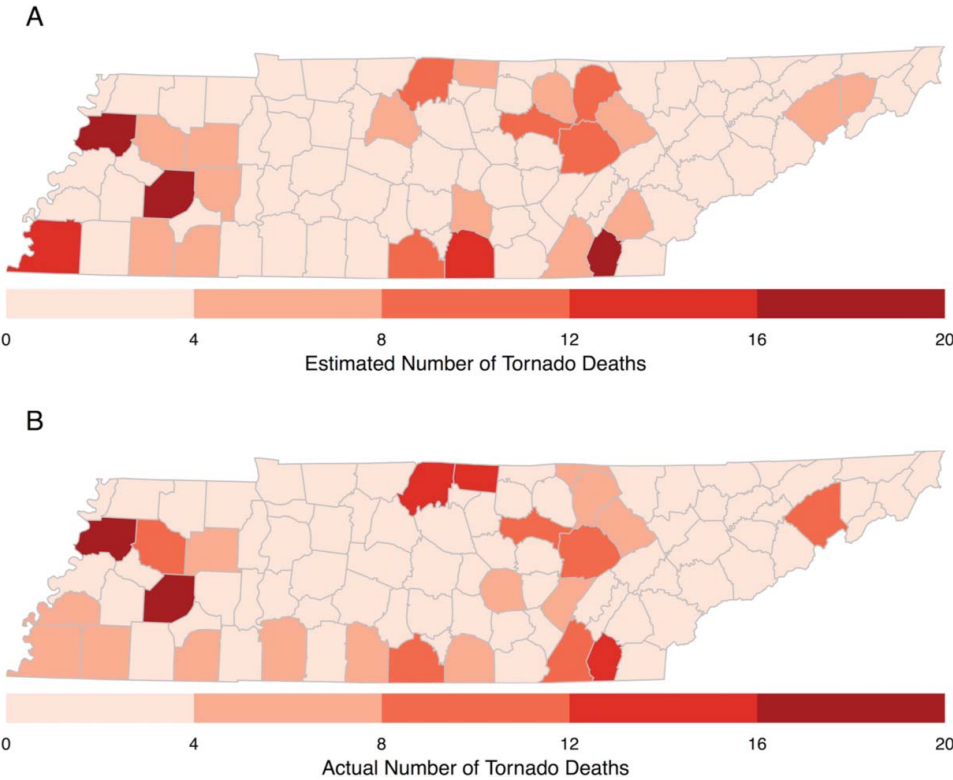 A
0 4 8 12 16 20
Estimated Number of Tornado Deaths
B
0 4 8 12 16 20
Actual Number of Tornado Deaths